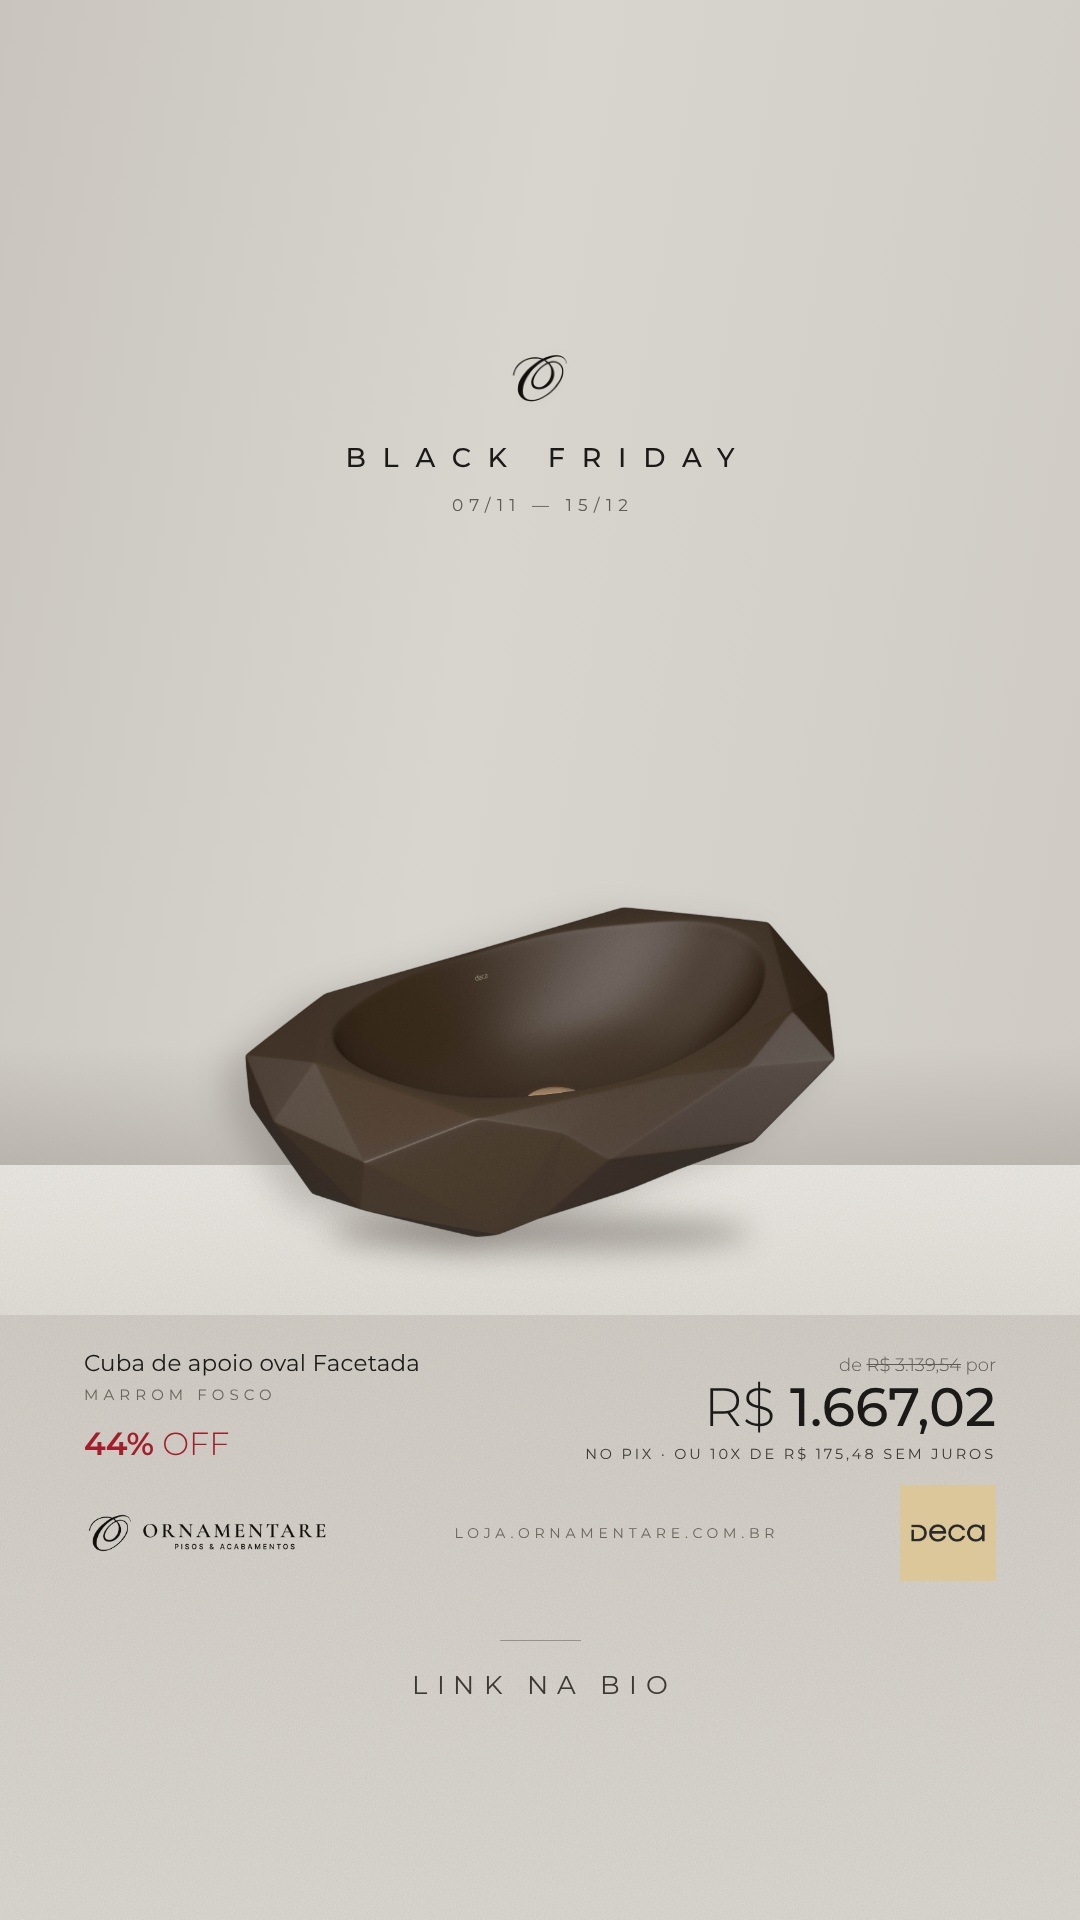 O
BLACK FRIDAY
07/11 — 15/12
deca
Cuba de apoio oval Facetada
MARROM FOSCO
44% OFF
de R$ 3.139,54 por
R$ 1.667,02
NO PIX · OU 10X DE R$ 175,48 SEM JUROS
O ORNAMENTARE
PISOS & ACABAMENTOS
LOJA.ORNAMENTARE.COM.BR
Deca
LINK NA BIO